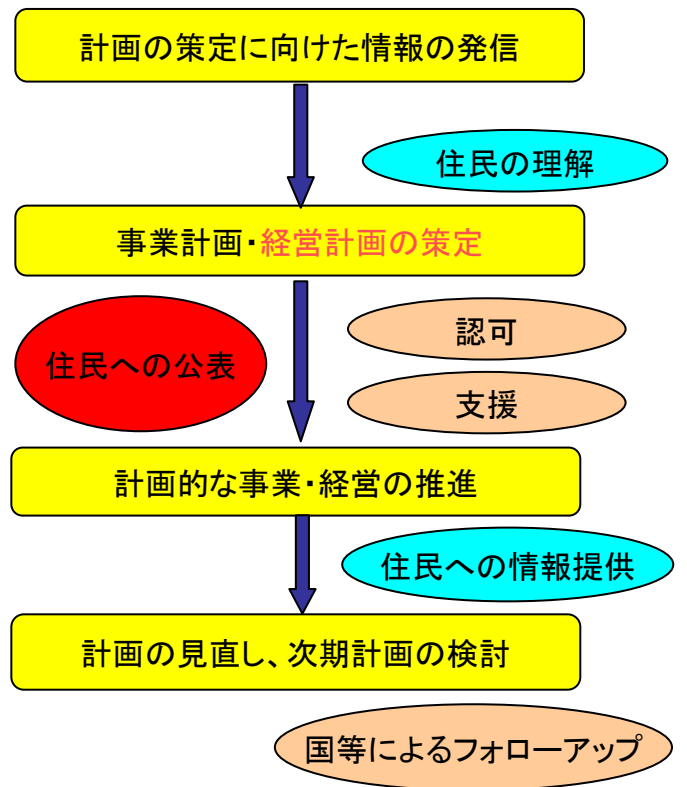 計画の策定に向けた情報の発信
住民の理解
事業計画・経営計画の策定
住民への公表
認可
支援
計画的な事業・経営の推進
住民への情報提供
計画の見直し、次期計画の検討
国等によるフォローアップ